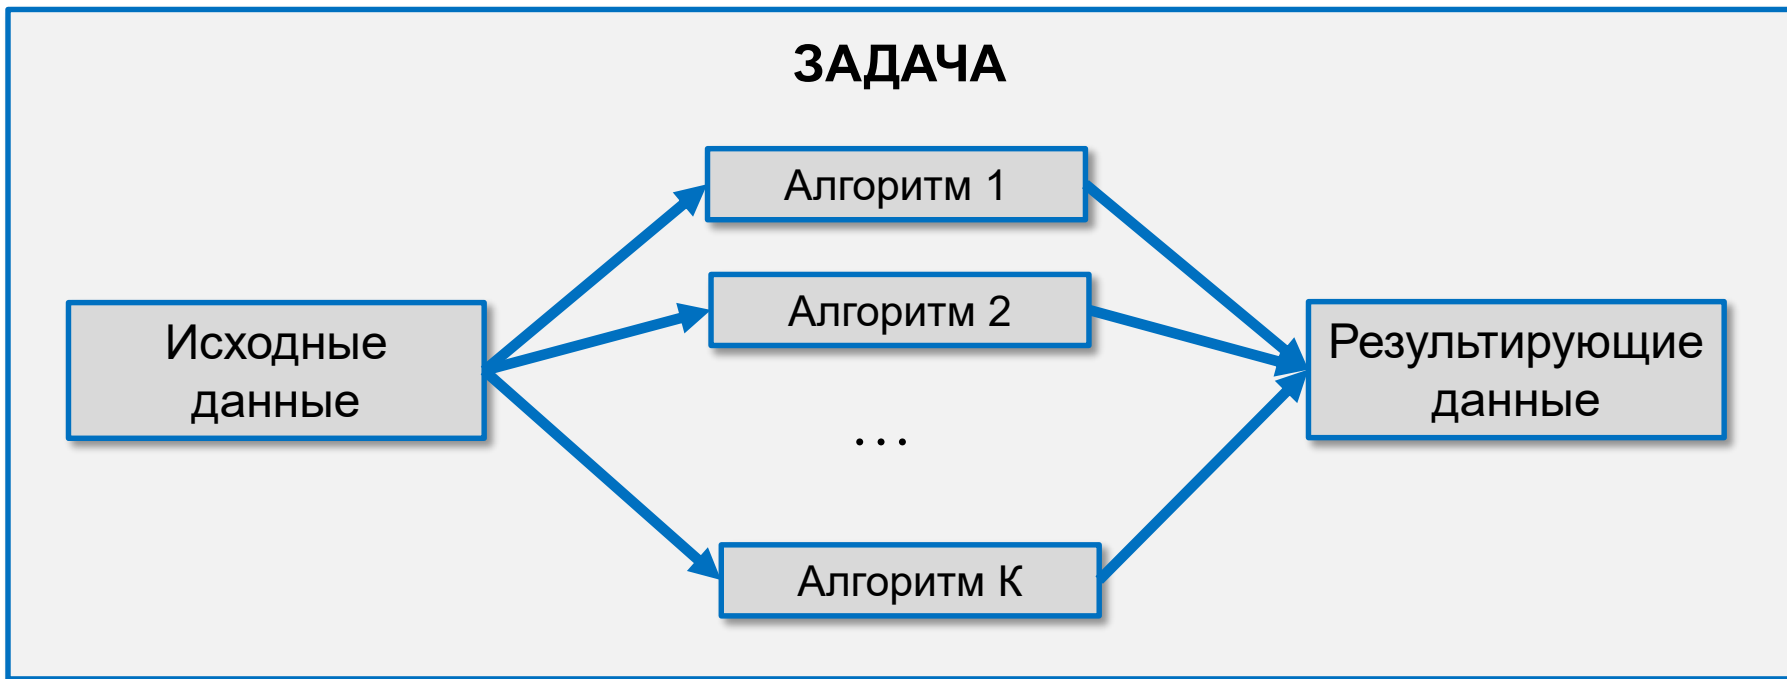 ЗАДАЧА
Алгоритм 1
Алгоритм 2
Исходные
данные
Результирующие
данные
...
Алгоритм К